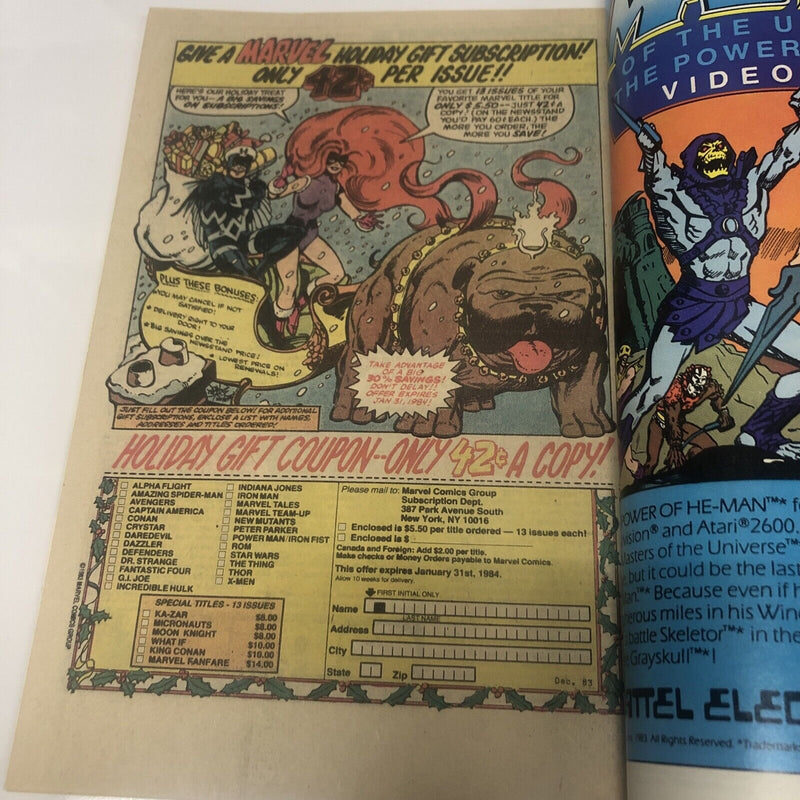 GIVE A MARVEL HOLIDAY GIFT SUBSCRIPTION!
ONLY 42¢ PER ISSUE!!
HERE'S OUR HOLIDAY TREAT
FOR YOU--A BIG SAVINGS
ON SUBSCRIPTIONS!
YOU GET 13 ISSUES OF YOUR
FAVORITE MARVEL TITLE FOR
ONLY $5.50--JUST 42¢ A
COPY! (ON THE NEWSSTAND
YOU'D PAY 60¢ EACH.) THE
MORE YOU ORDER, THE
MORE YOU SAVE!
PLUS THESE BONUSES:
YOU MAY CANCEL IF NOT
SATISFIED!
DELIVERY RIGHT TO YOUR
DOOR!
BIG SAVINGS OVER THE
NEWSSTAND PRICE!
LOWEST PRICE ON
RENEWALS!
TAKE ADVANTAGE
OF A BIG
30% SAVINGS!
DON'T DELAY!!
OFFER EXPIRES
JAN 31, 1984!
JUST FILL OUT THE COUPON BELOW! FOR ADDITIONAL
GIFT SUBSCRIPTIONS, ENCLOSE A LIST WITH NAMES,
ADDRESSES AND TITLES ORDERED!
HOLIDAY GIFT COUPON--ONLY 42¢ A COPY!
ALPHA FLIGHT
AMAZING SPIDER-MAN
AVENGERS
CAPTAIN AMERICA
CONAN
CRYSTAR
DAREDEVIL
DAZZLER
DEFENDERS
DR. STRANGE
FANTASTIC FOUR
G.I. JOE
INCREDIBLE HULK
INDIANA JONES
IRON MAN
MARVEL TALES
MARVEL TEAM-UP
NEW MUTANTS
PETER PARKER
POWER MAN/IRON FIST
ROM
STAR WARS
THE THING
THOR
X-MEN
SPECIAL TITLES - 13 ISSUES
KA-ZAR $8.00
MICRONAUTS $8.00
MOON KNIGHT $8.00
WHAT IF $10.00
KING CONAN $10.00
MARVEL FANFARE $14.00
Please mail to: Marvel Comics Group
Subscription Dept.
387 Park Avenue South
New York, NY 10016
Enclosed is $5.50 per title ordered — 13 issues each!
Enclosed is $
Canada and Foreign: Add $2.00 per title.
Make checks or Money Orders payable to Marvel Comics.
This offer expires January 31st, 1984.
Allow 10 weeks for delivery.
FIRST INITIAL ONLY
Name
LAST NAME
Address
City
State Zip
Dec. 83
©1983 MARVEL COMICS GROUP
OF THE U
THE POWER
VIDEO
POWER OF HE-MAN™*
vision® and Atari® 2600.
Masters of the Universe™*
but it could be the last
Because even if h
erous miles in his Wind
battle Skeletor™* in the
Grayskull™*!
TTEL ELEC
1983. All Rights Reserved. *Trademarks